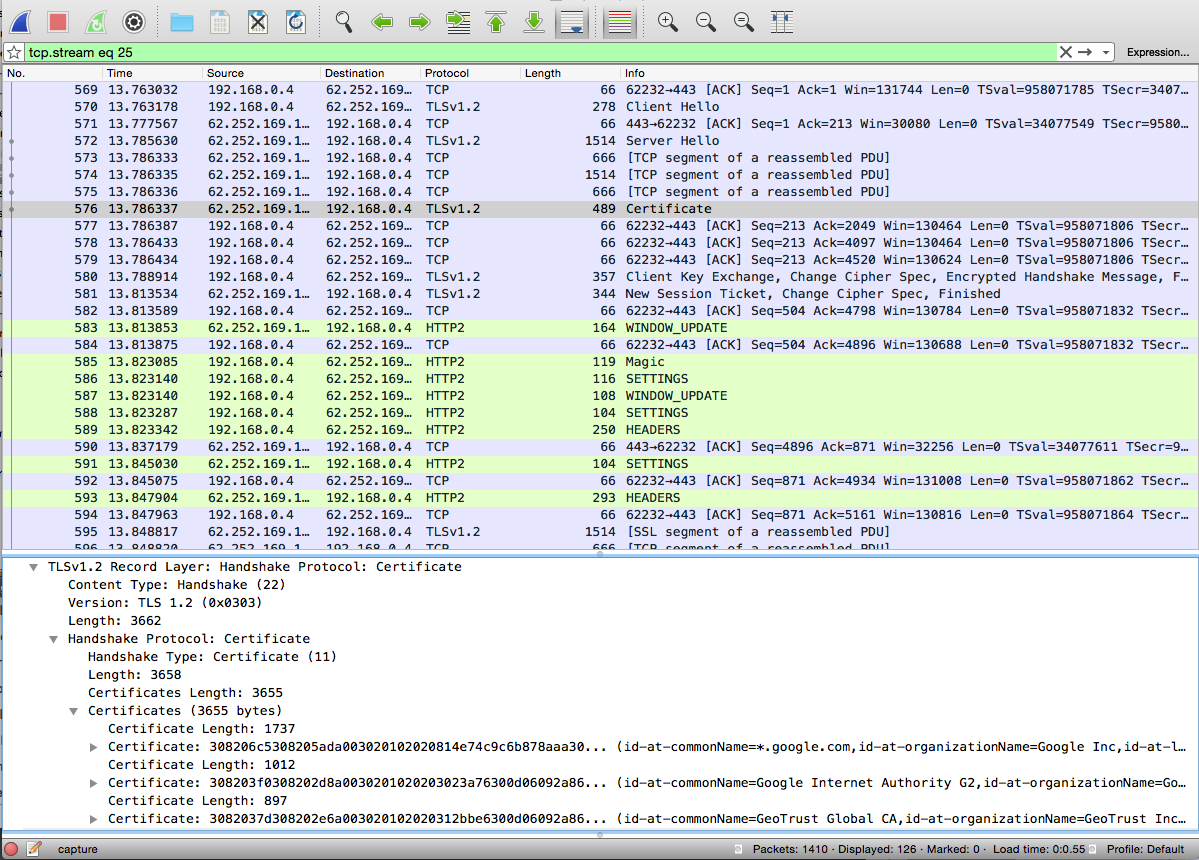 tcp.stream eq 25 Expression...
No. Time Source Destination Protocol Length Info
569 13.763032 192.168.0.4 62.252.169… TCP 66 62232→443 [ACK] Seq=1 Ack=1 Win=131744 Len=0 TSval=958071785 TSecr=3407…
570 13.763178 192.168.0.4 62.252.169… TLSv1.2 278 Client Hello
571 13.777567 62.252.169.1… 192.168.0.4 TCP 66 443→62232 [ACK] Seq=1 Ack=213 Win=30080 Len=0 TSval=34077549 TSecr=9580…
572 13.785630 62.252.169.1… 192.168.0.4 TLSv1.2 1514 Server Hello
573 13.786333 62.252.169.1… 192.168.0.4 TCP 666 [TCP segment of a reassembled PDU]
574 13.786335 62.252.169.1… 192.168.0.4 TCP 1514 [TCP segment of a reassembled PDU]
575 13.786336 62.252.169.1… 192.168.0.4 TCP 666 [TCP segment of a reassembled PDU]
576 13.786337 62.252.169.1… 192.168.0.4 TLSv1.2 489 Certificate
577 13.786387 192.168.0.4 62.252.169… TCP 66 62232→443 [ACK] Seq=213 Ack=2049 Win=130464 Len=0 TSval=958071806 TSec…
578 13.786433 192.168.0.4 62.252.169… TCP 66 62232→443 [ACK] Seq=213 Ack=4097 Win=130464 Len=0 TSval=958071806 TSec…
579 13.786434 192.168.0.4 62.252.169… TCP 66 62232→443 [ACK] Seq=213 Ack=4520 Win=130624 Len=0 TSval=958071806 TSec…
580 13.788914 192.168.0.4 62.252.169… TLSv1.2 357 Client Key Exchange, Change Cipher Spec, Encrypted Handshake Message, F…
581 13.813534 62.252.169.1… 192.168.0.4 TLSv1.2 344 New Session Ticket, Change Cipher Spec, Finished
582 13.813589 192.168.0.4 62.252.169… TCP 66 62232→443 [ACK] Seq=504 Ack=4798 Win=130784 Len=0 TSval=958071832 TSec…
583 13.813853 62.252.169.1… 192.168.0.4 HTTP2 164 WINDOW_UPDATE
584 13.813875 192.168.0.4 62.252.169… TCP 66 62232→443 [ACK] Seq=504 Ack=4896 Win=130688 Len=0 TSval=958071832 TSec…
585 13.823085 192.168.0.4 62.252.169… HTTP2 119 Magic
586 13.823140 192.168.0.4 62.252.169… HTTP2 116 SETTINGS
587 13.823140 192.168.0.4 62.252.169… HTTP2 108 WINDOW_UPDATE
588 13.823287 192.168.0.4 62.252.169… HTTP2 104 SETTINGS
589 13.823342 192.168.0.4 62.252.169… HTTP2 250 HEADERS
590 13.837179 62.252.169.1… 192.168.0.4 TCP 66 443→62232 [ACK] Seq=4896 Ack=871 Win=32256 Len=0 TSval=34077611 TSecr=9…
591 13.845030 62.252.169.1… 192.168.0.4 HTTP2 104 SETTINGS
592 13.845075 192.168.0.4 62.252.169… TCP 66 62232→443 [ACK] Seq=871 Ack=4934 Win=131008 Len=0 TSval=958071862 TSec…
593 13.847904 62.252.169.1… 192.168.0.4 HTTP2 293 HEADERS
594 13.847963 192.168.0.4 62.252.169… TCP 66 62232→443 [ACK] Seq=871 Ack=5161 Win=130816 Len=0 TSval=958071864 TSec…
595 13.848817 62.252.169.1… 192.168.0.4 TLSv1.2 1514 [SSL segment of a reassembled PDU]
596 13.848820 62.252.169.1… 192.168.0.4 TCP 666 [TCP segment of a reassembled PDU]
TLSv1.2 Record Layer: Handshake Protocol: Certificate
Content Type: Handshake (22)
Version: TLS 1.2 (0x0303)
Length: 3662
Handshake Protocol: Certificate
Handshake Type: Certificate (11)
Length: 3658
Certificates Length: 3655
Certificates (3655 bytes)
Certificate Length: 1737
Certificate: 308206c5308205ada003020102020814e74c9c6b878aaa30... (id-at-commonName=*.google.com,id-at-organizationName=Google Inc,id-at-l…
Certificate Length: 1012
Certificate: 308203f0308202d8a0030201020203023a76300d06092a86... (id-at-commonName=Google Internet Authority G2,id-at-organizationName=Go…
Certificate Length: 897
Certificate: 3082037d308202e6a003020102020312bbe6300d06092a86... (id-at-commonName=GeoTrust Global CA,id-at-organizationName=GeoTrust Inc…
capture Packets: 1410 · Displayed: 126 · Marked: 0 · Load time: 0:0.55 Profile: Default